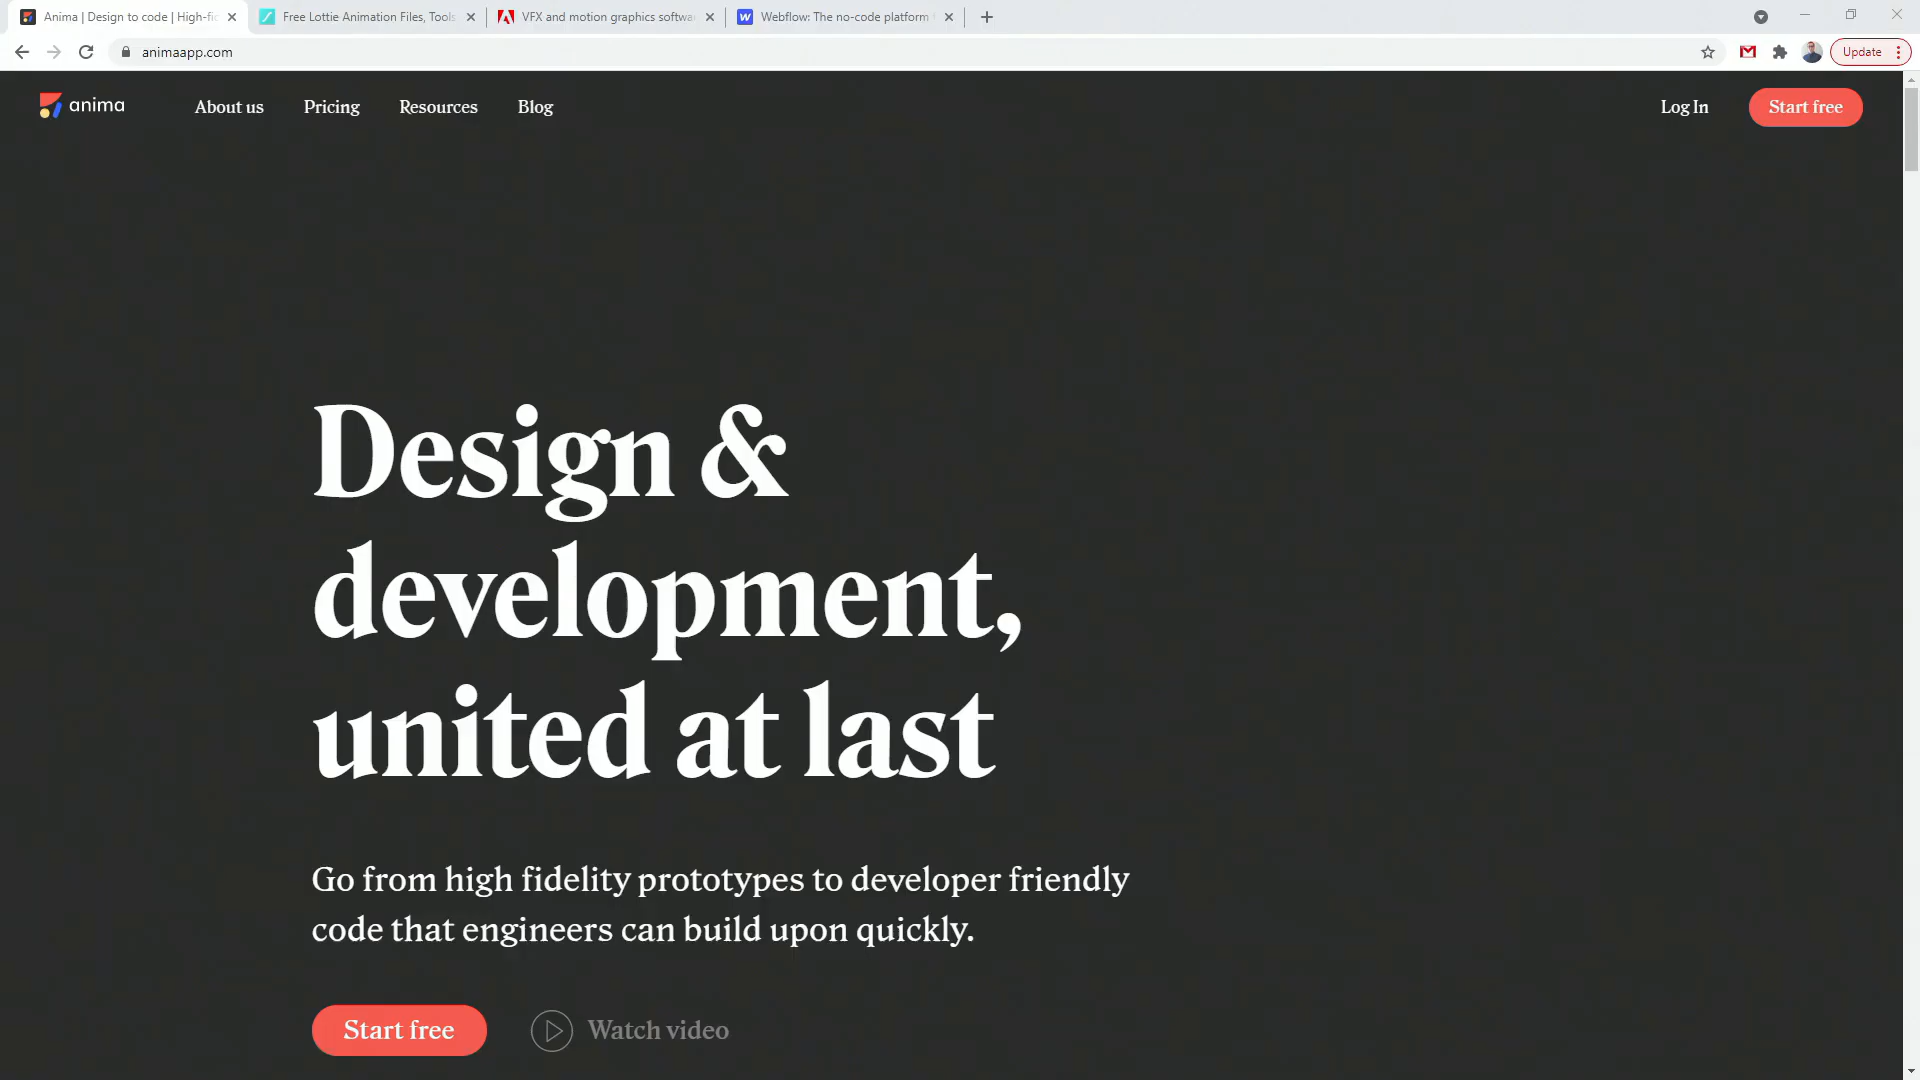 Anima | Design to code | High-fi
Free Lottie Animation Files, Tools
VFX and motion graphics softwa
Webflow: The no-code platform
animaapp.com
Update
anima
About us
Pricing
Resources
Blog
Log In
Start free
Design &
development,
united at last
Go from high fidelity prototypes to developer friendly
code that engineers can build upon quickly.
Start free
Watch video